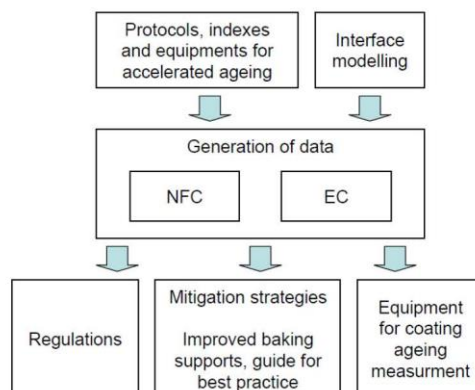 Protocols, indexes
and equipments for
accelerated ageing
Interface
modelling
Generation of data
NFC
EC
Regulations
Mitigation strategies
Improved baking
supports, guide for
best practice
Equipment
for coating
ageing
measurment